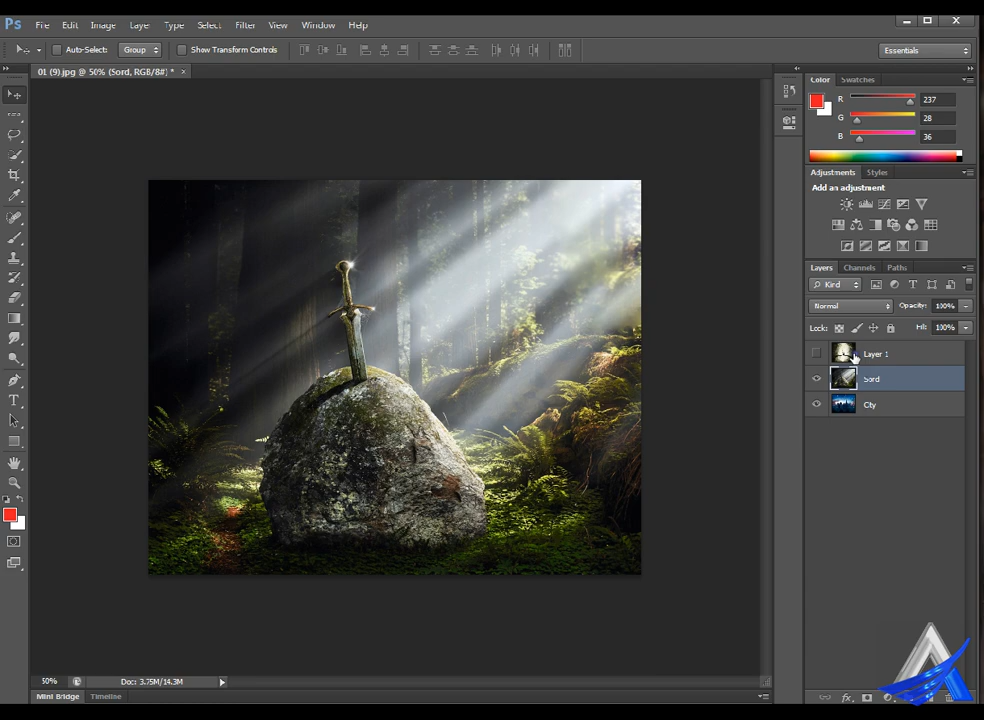 Ps File Edit Image Layer Type Select Filter View Window Help
Auto-Select: Group Show Transform Controls Essentials
01 (9).jpg @ 50% (Sord, RGB/8#) * ×
Color Swatches
R 237
G 28
B 36
Adjustments Styles
Add an adjustment
Layers Channels Paths
Kind T
Normal Opacity: 100%
Lock: Fill: 100%
Layer 1
Sord
City
T
50% Doc: 3.75M/14.3M
Mini Bridge Timeline
fx